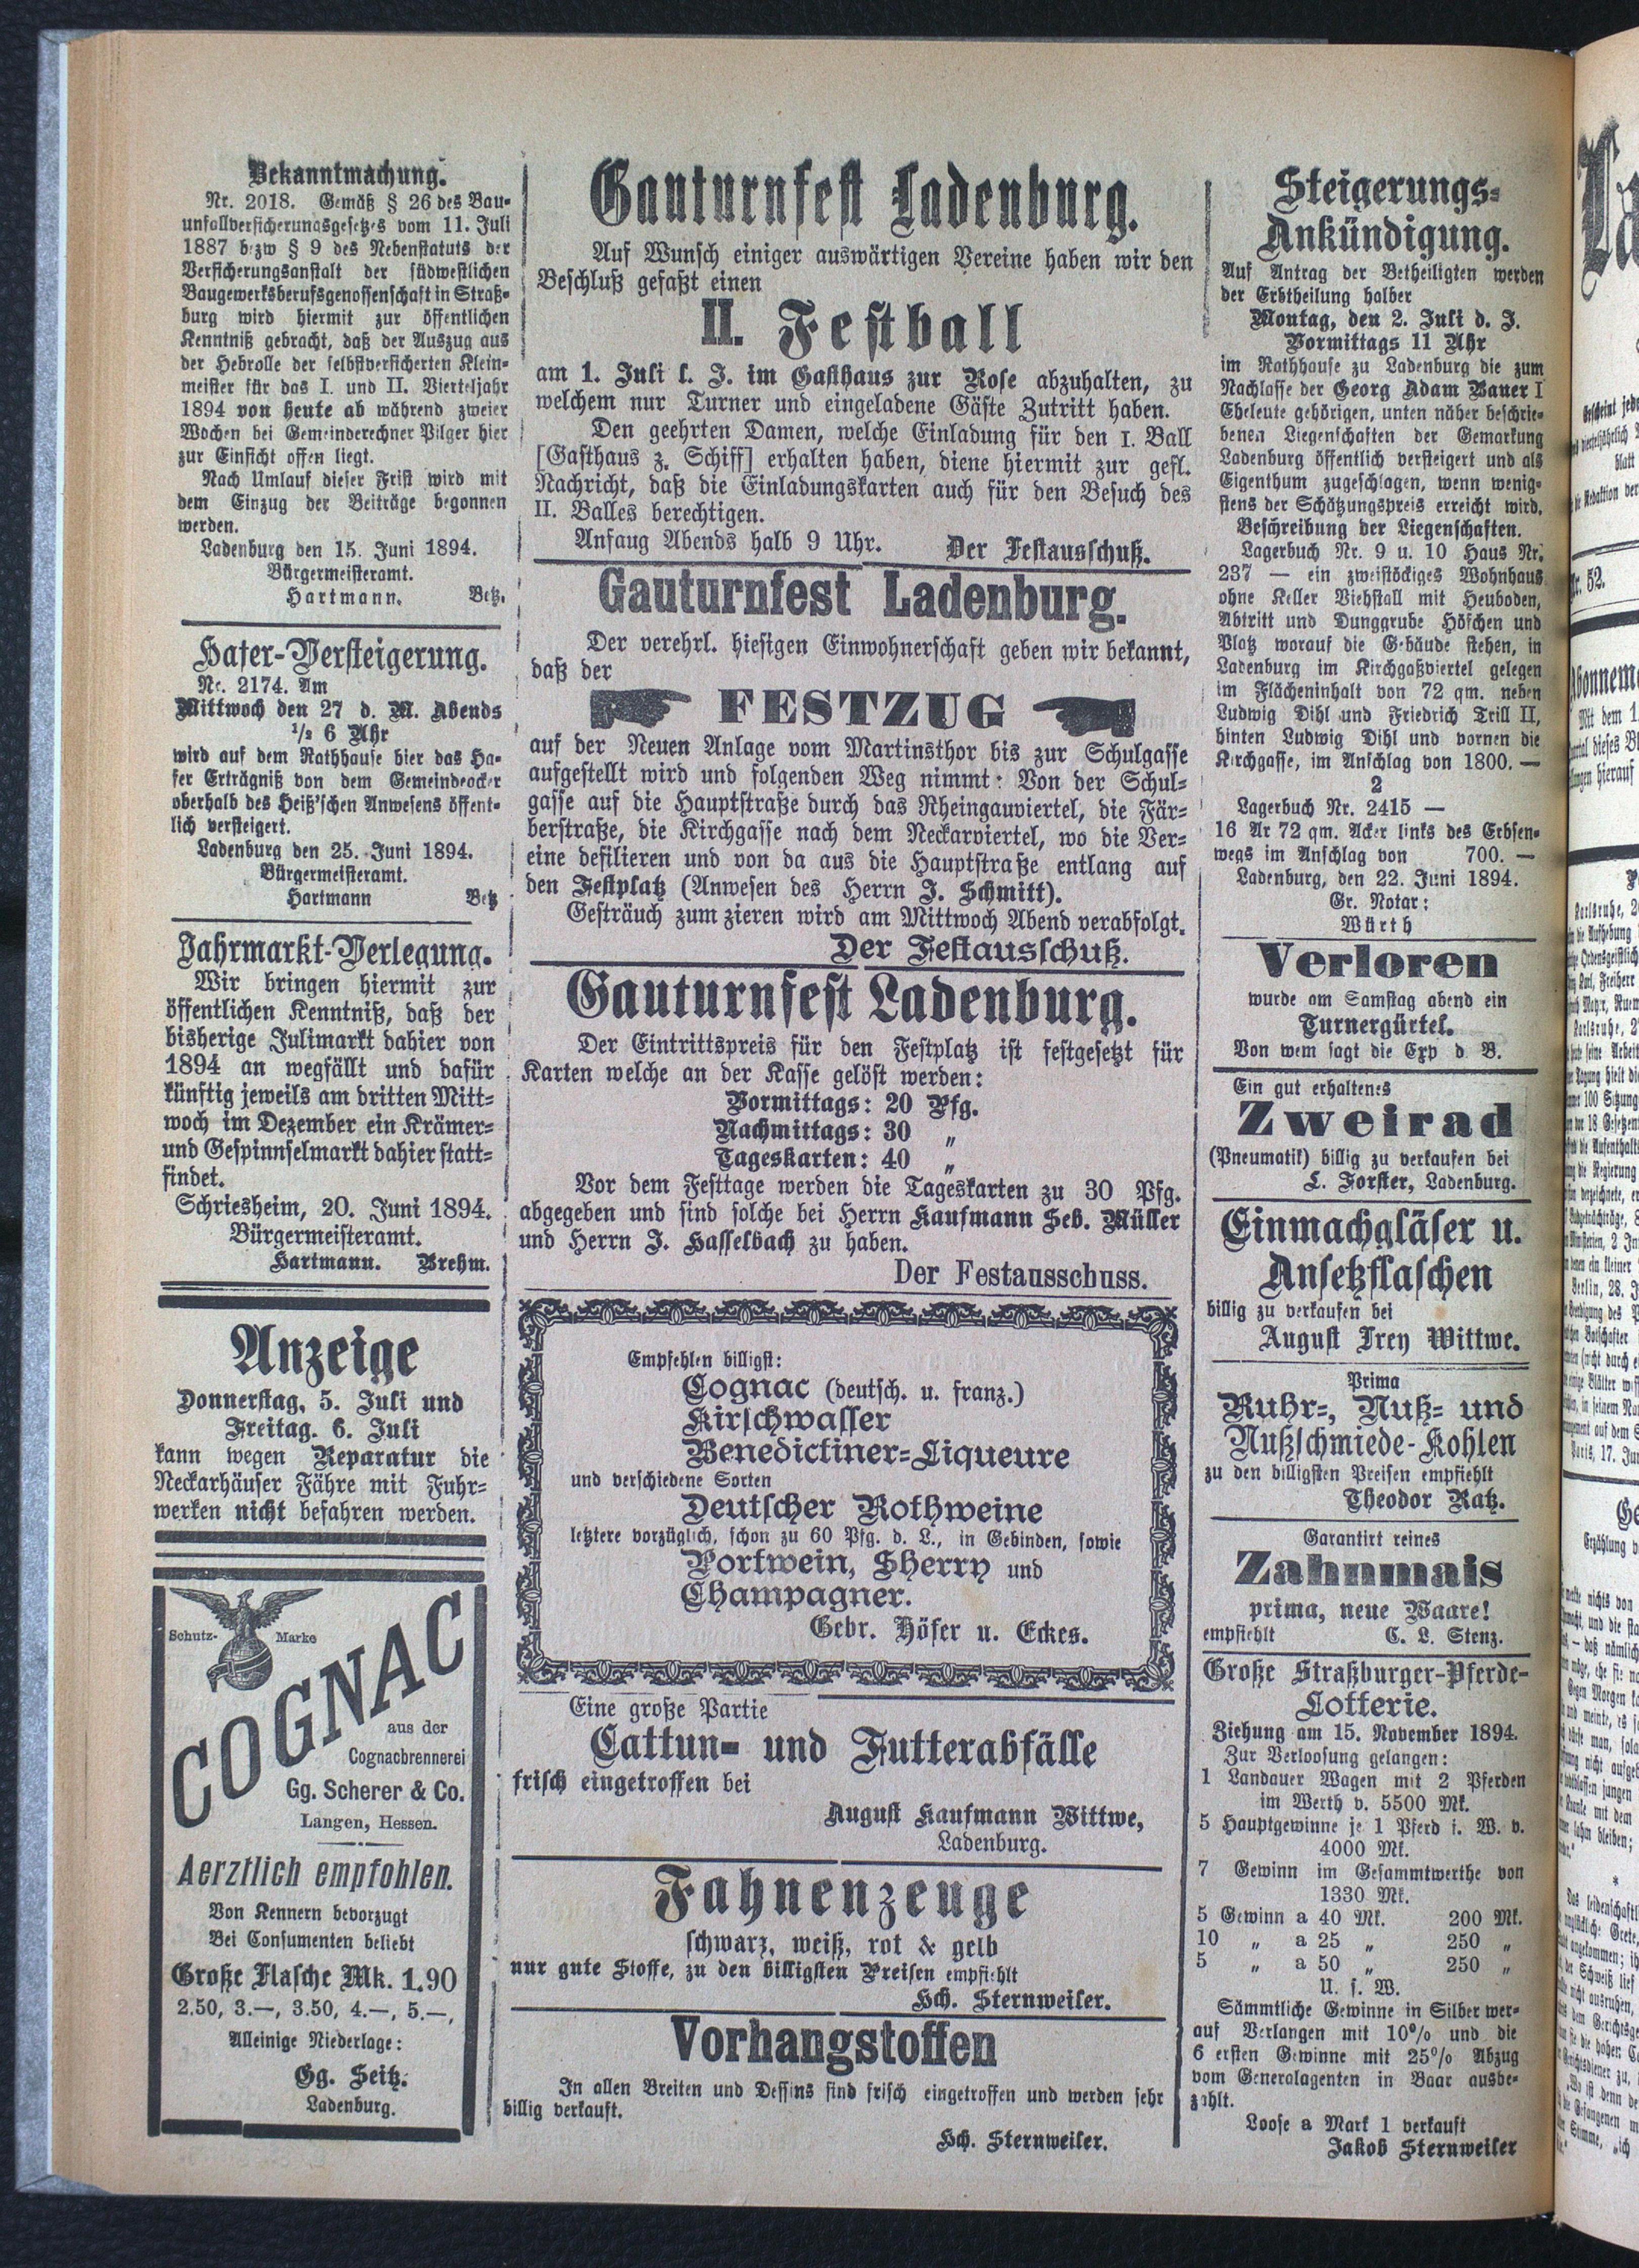 Bekanntmachung.
Nr. 2018. Gemäß § 26 des Bau-
unfallversicherungsgesetzes vom 11. Juli
1887 bezw § 9 des Nebenstatuts der
Versicherungsanstalt der südwestlichen
Baugewerksberufsgenossenschaft in Straß-
burg wird hiermit zur öffentlichen
Kenntniß gebracht, daß der Auszug aus
der Hebrolle der selbstversicherten Klein-
meister für das I. und II. Vierteljahr
1894 von heute ab während zweier
Wochen bei Gemeinderechner Pilger hier
zur Einsicht offen liegt.
Nach Umlauf dieser Frist wird mit
dem Einzug der Beiträge begonnen
werden.
Ladenburg den 15. Juni 1894.
Bürgermeisteramt.
Hartmann. Betz.
Hafer-Versteigerung.
Nr. 2174. Am
Mittwoch den 27 d. M. Abends
1/2 6 Uhr
wird auf dem Rathhause hier das Ha-
fer Erträgniß von dem Gemeindeacker
oberhalb des Heiß'schen Anwesens öffent-
lich versteigert.
Ladenburg den 25. Juni 1894.
Bürgermeisteramt.
Hartmann Betz
Jahrmarkt-Verlegung.
Wir bringen hiermit zur
öffentlichen Kenntniß, daß der
bisherige Julimarkt dahier von
1894 an wegfällt und dafür
künftig jeweils am dritten Mitt-
woch im Dezember ein Krämer-
und Gespinnselmarkt dahier statt-
findet.
Schriesheim, 20. Juni 1894.
Bürgermeisteramt.
Hartmann. Brehm.
Anzeige
Donnerstag, 5. Juli und
Freitag. 6. Juli
kann wegen Reparatur die
Neckarhäuser Fähre mit Fuhr-
werken nicht befahren werden.
Schutz- Marke
COGNAC
aus der
Cognacbrennerei
Gg. Scherer & Co.
Langen, Hessen.
Aerztlich empfohlen.
Von Kennern bevorzugt
Bei Consumenten beliebt
Große Flasche Mk. 1.90
2.50, 3.—, 3.50, 4.—, 5.—,
Alleinige Niederlage:
Gg. Seitz.
Ladenburg.
Gauturnfest Ladenburg.
Auf Wunsch einiger auswärtigen Vereine haben wir den
Beschluß gefaßt einen
II. Festball
am 1. Juli l. J. im Gasthaus zur Rose abzuhalten, zu
welchem nur Turner und eingeladene Gäste Zutritt haben.
Den geehrten Damen, welche Einladung für den I. Ball
[Gasthaus z. Schiff] erhalten haben, diene hiermit zur gefl.
Nachricht, daß die Einladungskarten auch für den Besuch des
II. Balles berechtigen.
Anfaug Abends halb 9 Uhr. Der Festausschuß.
Gauturnfest Ladenburg.
Der verehrl. hiesigen Einwohnerschaft geben wir bekannt,
daß der
FESTZUG
auf der Neuen Anlage vom Martinsthor bis zur Schulgasse
aufgestellt wird und folgenden Weg nimmt: Von der Schul-
gasse auf die Hauptstraße durch das Rheingauviertel, die Fär-
berstraße, die Kirchgasse nach dem Neckarviertel, wo die Ver-
eine defilieren und von da aus die Hauptstraße entlang auf
den Festplatz (Anwesen des Herrn J. Schmitt).
Gesträuch zum zieren wird am Mittwoch Abend verabfolgt.
Der Festausschuß.
Gauturnfest Ladenburg.
Der Eintrittspreis für den Festplatz ist festgesetzt für
Karten welche an der Kasse gelöst werden:
Vormittags: 20 Pfg.
Nachmittags: 30 „
Tageskarten: 40 „
Vor dem Festtage werden die Tageskarten zu 30 Pfg.
abgegeben und sind solche bei Herrn Kaufmann Seb. Müller
und Herrn J. Hasselbach zu haben.
Der Festausschuss.
Empfehlen billigst:
Cognac (deutsch. u. franz.)
Kirschwasser
Benedictiner-Liqueure
und verschiedene Sorten
Deutscher Rothweine
letztere vorzüglich, schon zu 60 Pfg. d. L., in Gebinden, sowie
Portwein, Sherry und
Champagner.
Gebr. Höfer u. Eckes.
Eine große Partie
Cattun- und Futterabfälle
frisch eingetroffen bei
August Kaufmann Wittwe,
Ladenburg.
Fahnenzeuge
schwarz, weiß, rot & gelb
nur gute Stoffe, zu den billigsten Preisen empfiehlt
Hch. Sternweiler.
Vorhangstoffen
In allen Breiten und Dessins sind frisch eingetroffen und werden sehr
billig verkauft.
Hch. Sternweiler.
Steigerungs-
Ankündigung.
Auf Antrag der Betheiligten werden
der Erbtheilung halber
Montag, den 2. Juli d. J.
Vormittags 11 Uhr
im Rathhause zu Ladenburg die zum
Nachlasse der Georg Adam Bauer I
Eheleute gehörigen, unten näher beschrie-
benen Liegenschaften der Gemarkung
Ladenburg öffentlich versteigert und als
Eigenthum zugeschlagen, wenn wenig-
stens der Schätzungspreis erreicht wird.
Beschreibung der Liegenschaften.
Lagerbuch Nr. 9 u. 10 Haus Nr.
237 — ein zweistöckiges Wohnhaus
ohne Keller Viehstall mit Heuboden,
Abtritt und Dunggrube Höfchen und
Platz worauf die Gebäude stehen, in
Ladenburg im Kirchgaßviertel gelegen
im Flächeninhalt von 72 qm. neben
Ludwig Dihl und Friedrich Trill II,
hinten Ludwig Dihl und vornen die
Kirchgasse, im Anschlag von 1800. —
2
Lagerbuch Nr. 2415 —
16 Ar 72 qm. Acker links des Erbsen-
wegs im Anschlag von 700. —
Ladenburg, den 22. Juni 1894.
Gr. Notar:
Würth
Verloren
wurde am Samstag abend ein
Turnergürtel.
Von wem sagt die Exp d. B.
Ein gut erhaltenes
Zweirad
(Pneumatik) billig zu verkaufen bei
L. Forster, Ladenburg.
Einmachgläser u.
Ansetzflaschen
billig zu verkaufen bei
August Frey Wittwe.
Prima
Ruhr-, Nuß- und
Nußschmiede-Kohlen
zu den billigsten Preisen empfiehlt
Theodor Katz.
Garantirt reines
Zahnmais
prima, neue Waare!
empfiehlt C. L. Stenz.
Große Straßburger-Pferde-
Lotterie.
Ziehung am 15. November 1894.
Zur Verloosung gelangen:
1 Landauer Wagen mit 2 Pferden
im Werth v. 5500 Mk.
5 Hauptgewinne je 1 Pferd i. W. v.
4000 Mk.
7 Gewinn im Gesammtwerthe von
1330 Mk.
5 Gewinn a 40 Mk. 200 Mk.
10 „ a 25 „ 250 „
5 „ a 50 „ 250 „
U. s. W.
Sämmtliche Gewinne in Silber wer-
auf Verlangen mit 10% und die
6 ersten Gewinne mit 25% Abzug
vom Generalagenten in Baar ausbe-
zahlt.
Loose a Mark 1 verkauft
Jakob Sternweiler